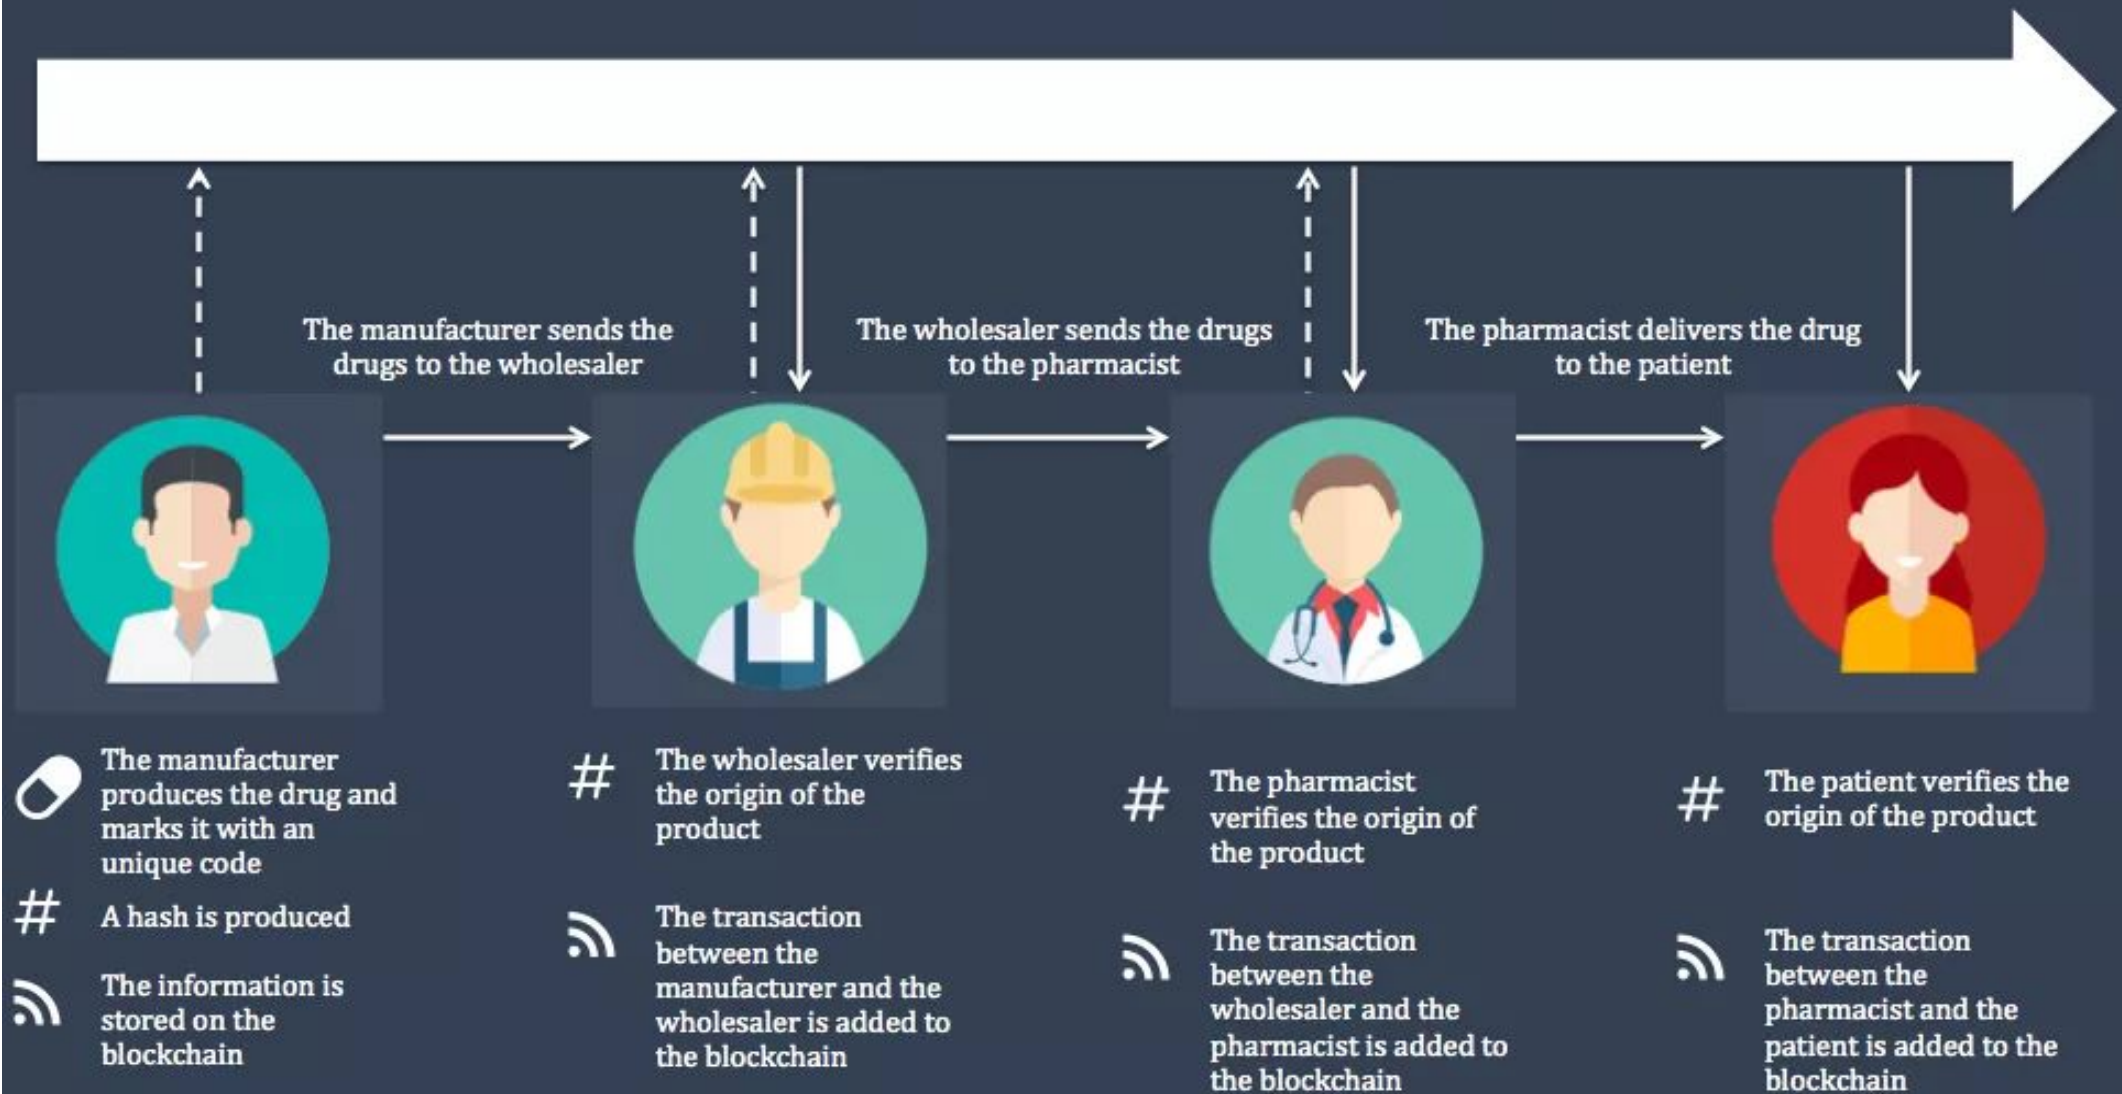 The manufacturer sends the
drugs to the wholesaler
The wholesaler sends the drugs
to the pharmacist
The pharmacist delivers the drug
to the patient
The manufacturer
produces the drug and
marks it with an
unique code
# A hash is produced
The information is
stored on the
blockchain
# The wholesaler verifies
the origin of the
product
The transaction
between the
manufacturer and the
wholesaler is added to
the blockchain
# The pharmacist
verifies the origin of
the product
The transaction
between the
wholesaler and the
pharmacist is added to
the blockchain
# The patient verifies the
origin of the product
The transaction
between the
pharmacist and the
patient is added to the
blockchain